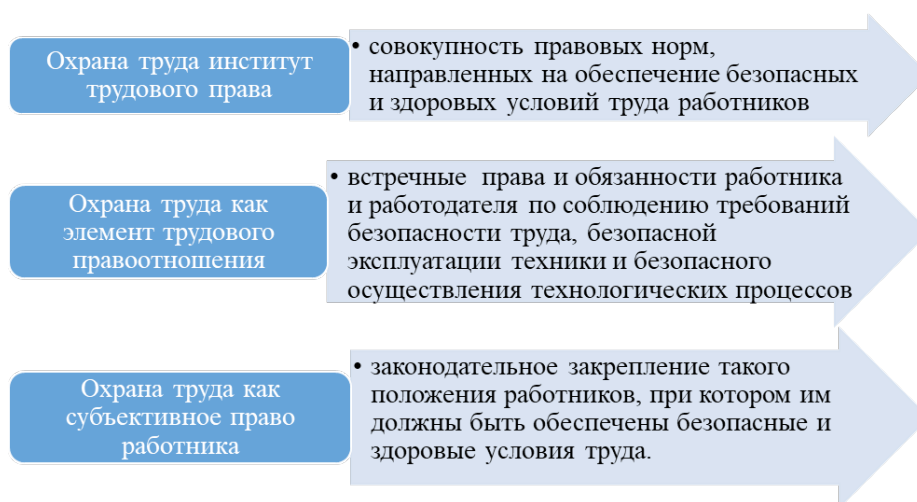 Охрана труда институт
трудового права
• совокупность правовых норм,
направленных на обеспечение безопасных
и здоровых условий труда работников
Охрана труда как
элемент трудового
правоотношения
• встречные права и обязанности работника
и работодателя по соблюдению требований
безопасности труда, безопасной
эксплуатации техники и безопасного
осуществления технологических процессов
Охрана труда как
субъективное право
работника
• законодательное закрепление такого
положения работников, при котором им
должны быть обеспечены безопасные и
здоровые условия труда.